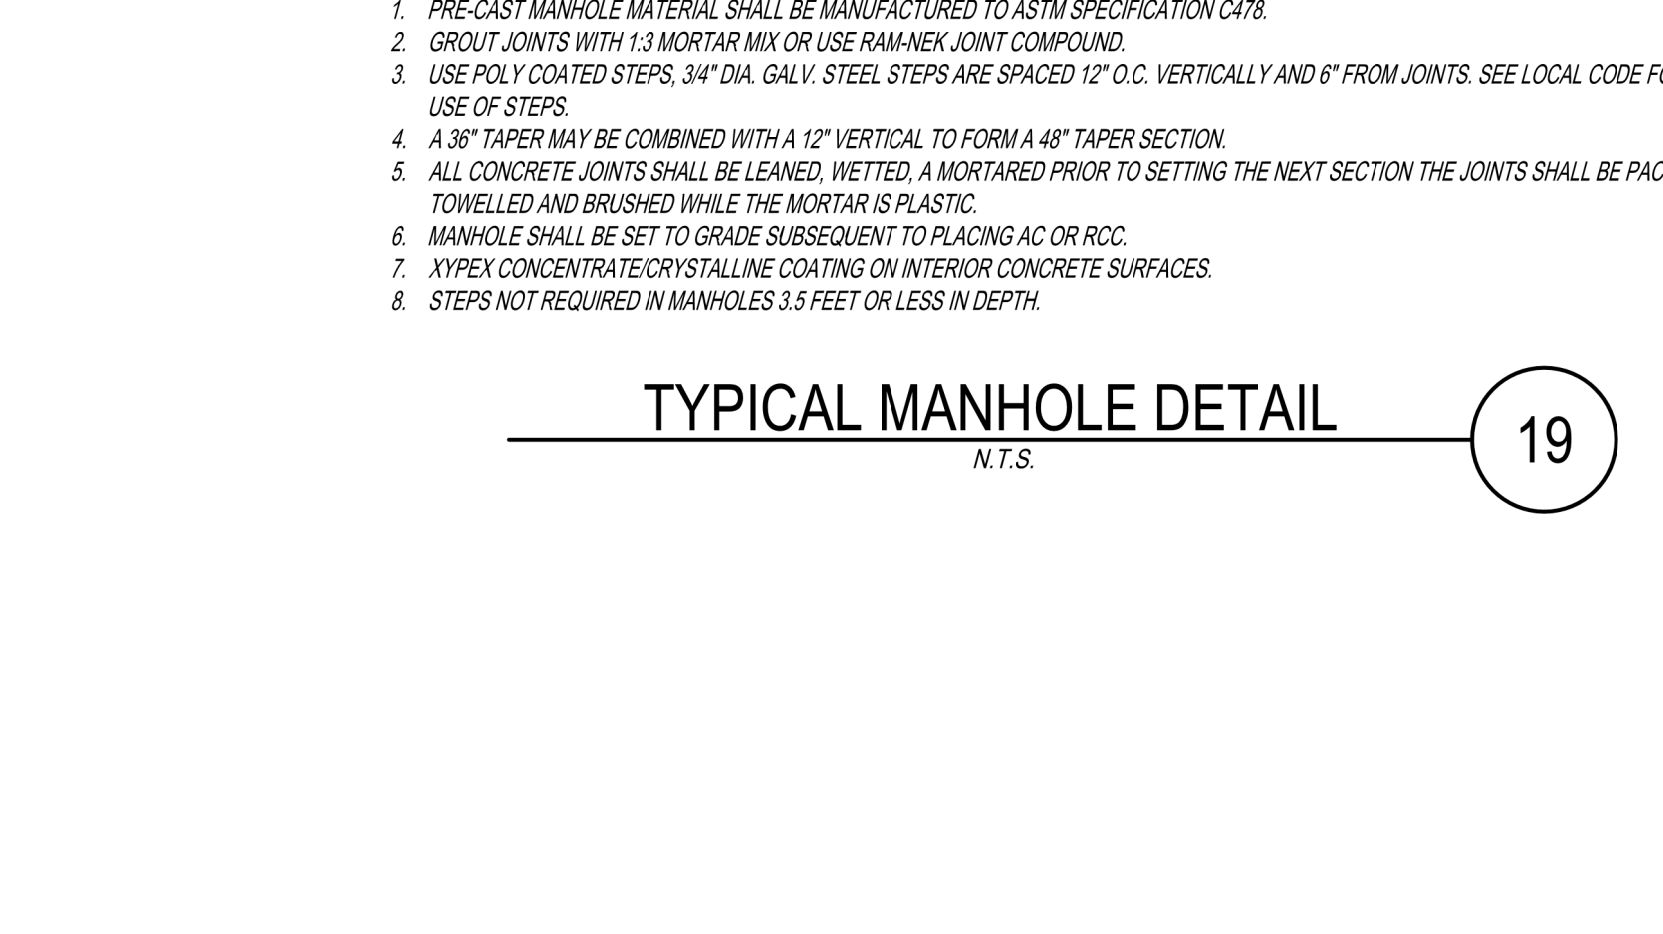 1. PRE-CAST MANHOLE MATERIAL SHALL BE MANUFACTURED TO ASTM SPECIFICATION C478.
2. GROUT JOINTS WITH 1:3 MORTAR MIX OR USE RAM-NEK JOINT COMPOUND.
3. USE POLY COATED STEPS, 3/4" DIA. GALV. STEEL STEPS ARE SPACED 12" O.C. VERTICALLY AND 6" FROM JOINTS. SEE LOCAL CODE
USE OF STEPS.
4. A 36" TAPER MAY BE COMBINED WITH A 12" VERTICAL TO FORM A 48" TAPER SECTION.
5. ALL CONCRETE JOINTS SHALL BE LEANED, WETTED, A MORTARED PRIOR TO SETTING THE NEXT SECTION THE JOINTS SHALL BE
TOWELLED AND BRUSHED WHILE THE MORTAR IS PLASTIC.
6. MANHOLE SHALL BE SET TO GRADE SUBSEQUENT TO PLACING AC OR RCC.
7. XYPEX CONCENTRATE/CRYSTALLINE COATING ON INTERIOR CONCRETE SURFACES.
8. STEPS NOT REQUIRED IN MANHOLES 3.5 FEET OR LESS IN DEPTH.
TYPICAL MANHOLE DETAIL
19
N.T.S.